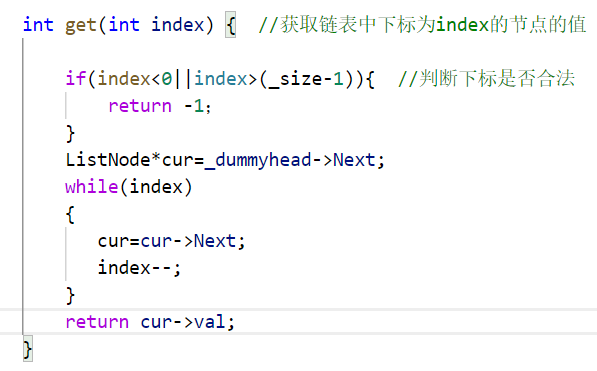 int get(int index) {  //获取链表中下标为index的节点的值
if(index<0||index>(_size-1)){  //判断下标是否合法
return -1;
}
ListNode*cur=_dummyhead->Next;
while(index)
{
cur=cur->Next;
index--;
}
return cur->val;
}